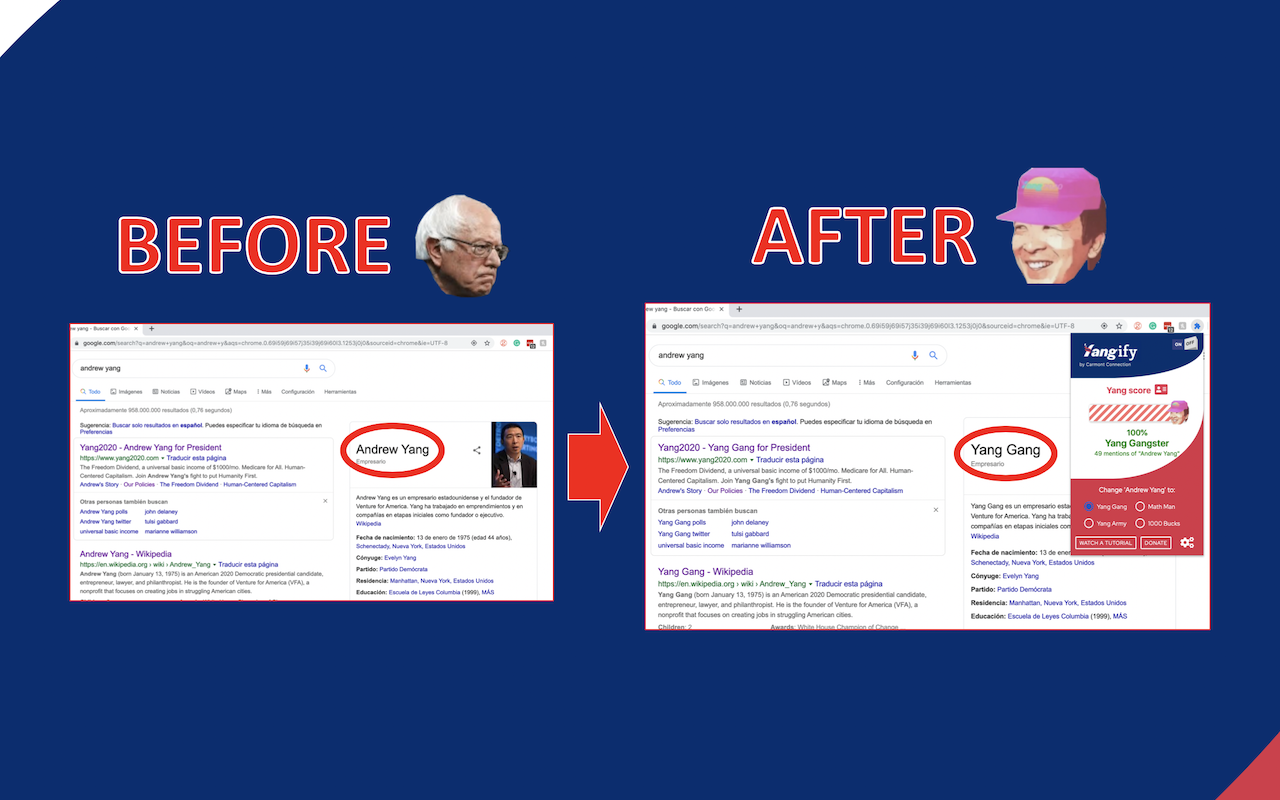 BEFORE
AFTER
ew yang - Buscar con Goo
google.com/search?q=andrew+yang&oq=andrew+y&aqs=chrome.0.69i59j69i57j35i39j69i60l3.1253j0j0&sourceid=chrome&ie=UTF-8
andrew yang
Todo Imágenes Noticias Vídeos Maps Más Configuración Herramientas
Aproximadamente 958.000.000 resultados (0,76 segundos)
Sugerencia: Buscar solo resultados en español. Puedes especificar tu idioma de búsqueda en
Preferencias
Yang2020 - Andrew Yang for President
https://www.yang2020.com Traducir esta página
The Freedom Dividend, a universal basic income of $1000/mo. Medicare for All. Human-
Centered Capitalism. Join Andrew Yang's fight to put Humanity First.
Andrew's Story · Our Policies · The Freedom Dividend · Human-Centered Capitalism
Otras personas también buscan
Andrew Yang polls john delaney
Andrew Yang twitter tulsi gabbard
universal basic income marianne williamson
Andrew Yang - Wikipedia
https://en.wikipedia.org › wiki › Andrew_Yang Traducir esta página
Andrew Yang (born January 13, 1975) is an American 2020 Democratic presidential candidate,
entrepreneur, lawyer, and philanthropist. He is the founder of Venture for America (VFA), a
nonprofit that focuses on creating jobs in struggling American cities.
Andrew Yang
Empresario
Andrew Yang es un empresario estadounidense y el fundador de
Venture for America. Yang ha trabajado en emprendimientos y en
compañías en etapas iniciales como fundador o ejecutivo.
Wikipedia
Fecha de nacimiento: 13 de enero de 1975 (edad 44 años),
Schenectady, Nueva York, Estados Unidos
Cónyuge: Evelyn Yang
Partido: Partido Demócrata
Residencia: Manhattan, Nueva York, Estados Unidos
Educación: Escuela de Leyes Columbia (1999), MÁS
ew yang - Buscar con Goo
google.com/search?q=andrew+yang&oq=andrew+y&aqs=chrome.0.69i59j69i57j35i39j69i60l3.1253j0j0&sourceid=chrome&ie=UTF-8
andrew yang
Todo Imágenes Noticias Vídeos Maps Más Configuración Herramientas
Aproximadamente 958.000.000 resultados (0,76 segundos)
Sugerencia: Buscar solo resultados en español. Puedes especificar tu idioma de búsqueda en
Preferencias
Yang2020 - Yang Gang for President
https://www.yang2020.com Traducir esta página
The Freedom Dividend, a universal basic income of $1000/mo. Medicare for All. Human-
Centered Capitalism. Join Yang Gang's fight to put Humanity First.
Andrew's Story · Our Policies · The Freedom Dividend · Human-Centered Capitalism
Otras personas también buscan
Yang Gang polls john delaney
Yang Gang twitter tulsi gabbard
universal basic income marianne williamson
Yang Gang - Wikipedia
https://en.wikipedia.org › wiki › Andrew_Yang Traducir esta página
Yang Gang (born January 13, 1975) is an American 2020 Democratic presidential candidate,
entrepreneur, lawyer, and philanthropist. He is the founder of Venture for America (VFA), a
nonprofit that focuses on creating jobs in struggling American cities.
Children: 2 Awards: White House Champion of Change ...
Yang Gang
Empresario
Yang Gang es un empresario esta
Venture for America. Yang ha traba
compañías en etapas iniciales com
Wikipedia
Fecha de nacimiento: 13 de ener
Schenectady, Nueva York, Estados Unidos
Cónyuge: Evelyn Yang
Partido: Partido Demócrata
Residencia: Manhattan, Nueva York, Estados Unidos
Educación: Escuela de Leyes Columbia (1999), MÁS
Yangify
by Carmont Connection
ON OFF
Yang score
100%
Yang Gangster
49 mentions of "Andrew Yang"
Change 'Andrew Yang' to:
Yang Gang Math Man
Yang Army 1000 Bucks
WATCH A TUTORIAL DONATE